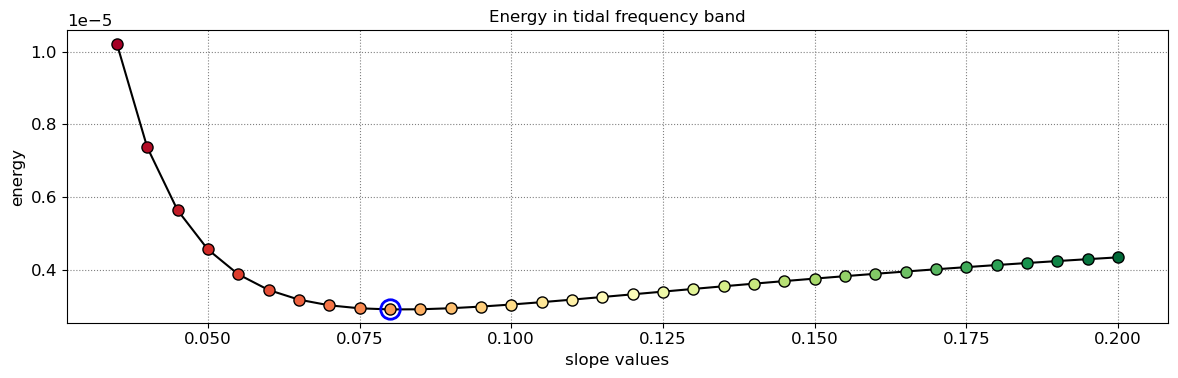 Energy in tidal frequency band
1e−5
1.0
0.8
0.6
0.4
energy
0.050 0.075 0.100 0.125 0.150 0.175 0.200
slope values